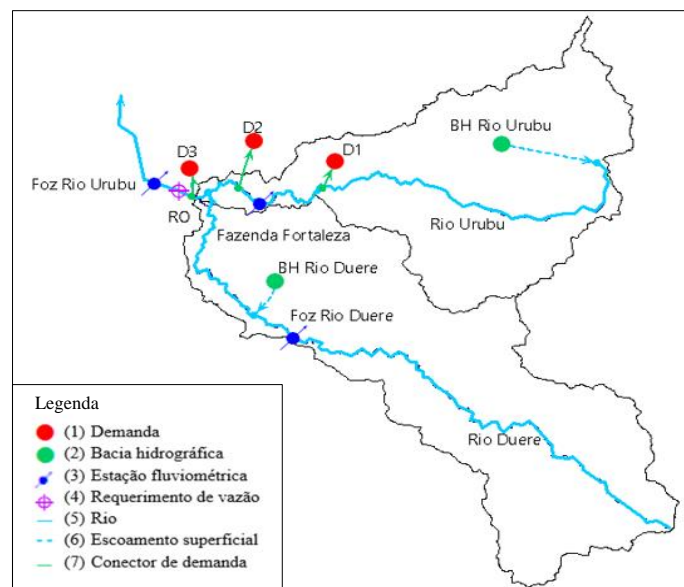 D2
BH Rio Urubu
D3
D1
Foz Rio Urubu
RO
Rio Urubu
Fazenda Fortaleza
BH Rio Duere
Foz Rio Duere
Rio Duere
Legenda
(1) Demanda
(2) Bacia hidrográfica
(3) Estação fluviométrica
(4) Requerimento de vazão
(5) Rio
(6) Escoamento superficial
(7) Conector de demanda